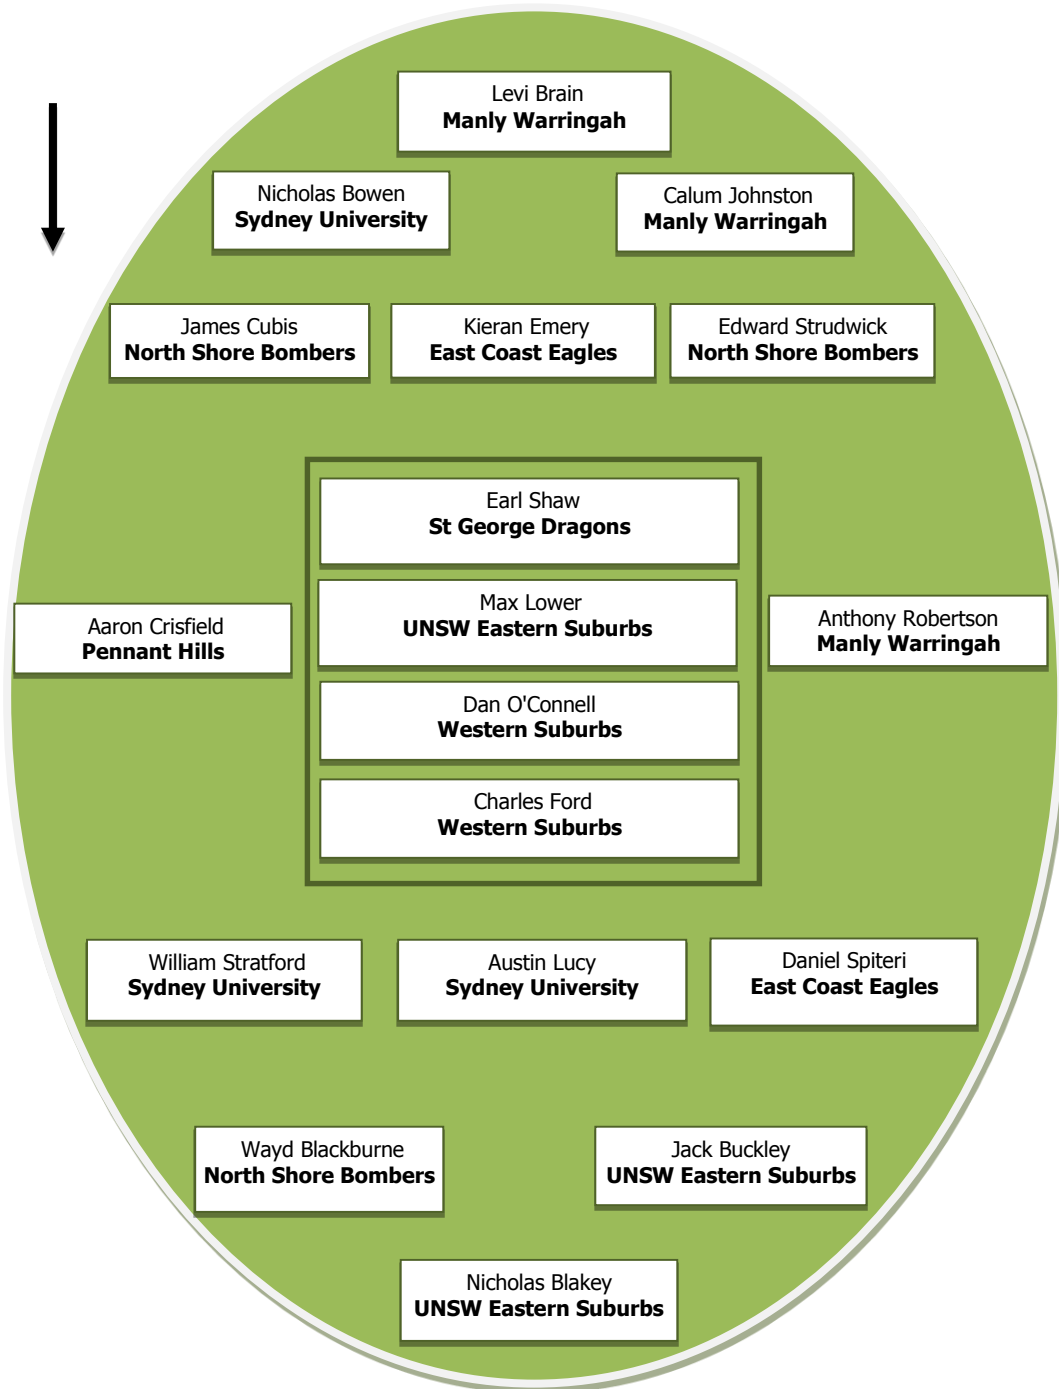 Levi Brain
Manly Warringah
Nicholas Bowen
Sydney University
Calum Johnston
Manly Warringah
James Cubis
North Shore Bombers
Kieran Emery
East Coast Eagles
Edward Strudwick
North Shore Bombers
Earl Shaw
St George Dragons
Max Lower
UNSW Eastern Suburbs
Aaron Crisfield
Pennant Hills
Anthony Robertson
Manly Warringah
Dan O'Connell
Western Suburbs
Charles Ford
Western Suburbs
William Stratford
Sydney University
Austin Lucy
Sydney University
Daniel Spiteri
East Coast Eagles
Wayd Blackburne
North Shore Bombers
Jack Buckley
UNSW Eastern Suburbs
Nicholas Blakey
UNSW Eastern Suburbs